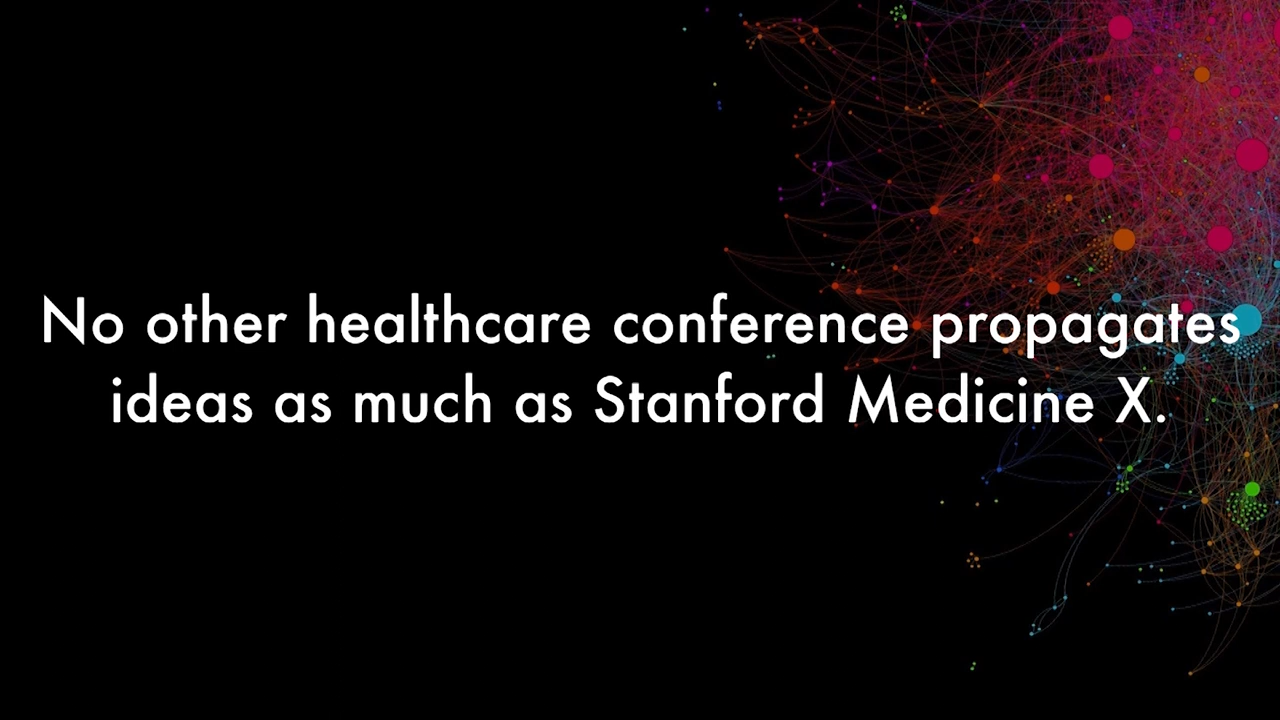 No other healthcare conference propagates
ideas as much as Stanford Medicine X.